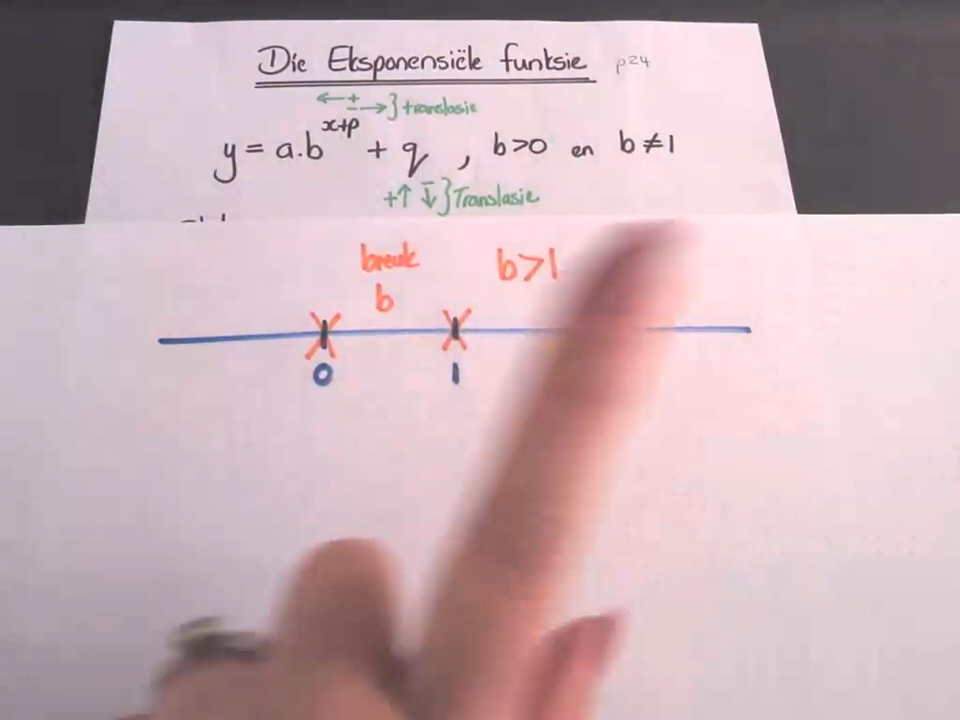 Die Eksponensiële funksie p24
← ± → } translasie
y = a.b^(x+p) + q , b>0 en b≠1
+↑ -↓ } Translasie
breuk b>1
b
0 1